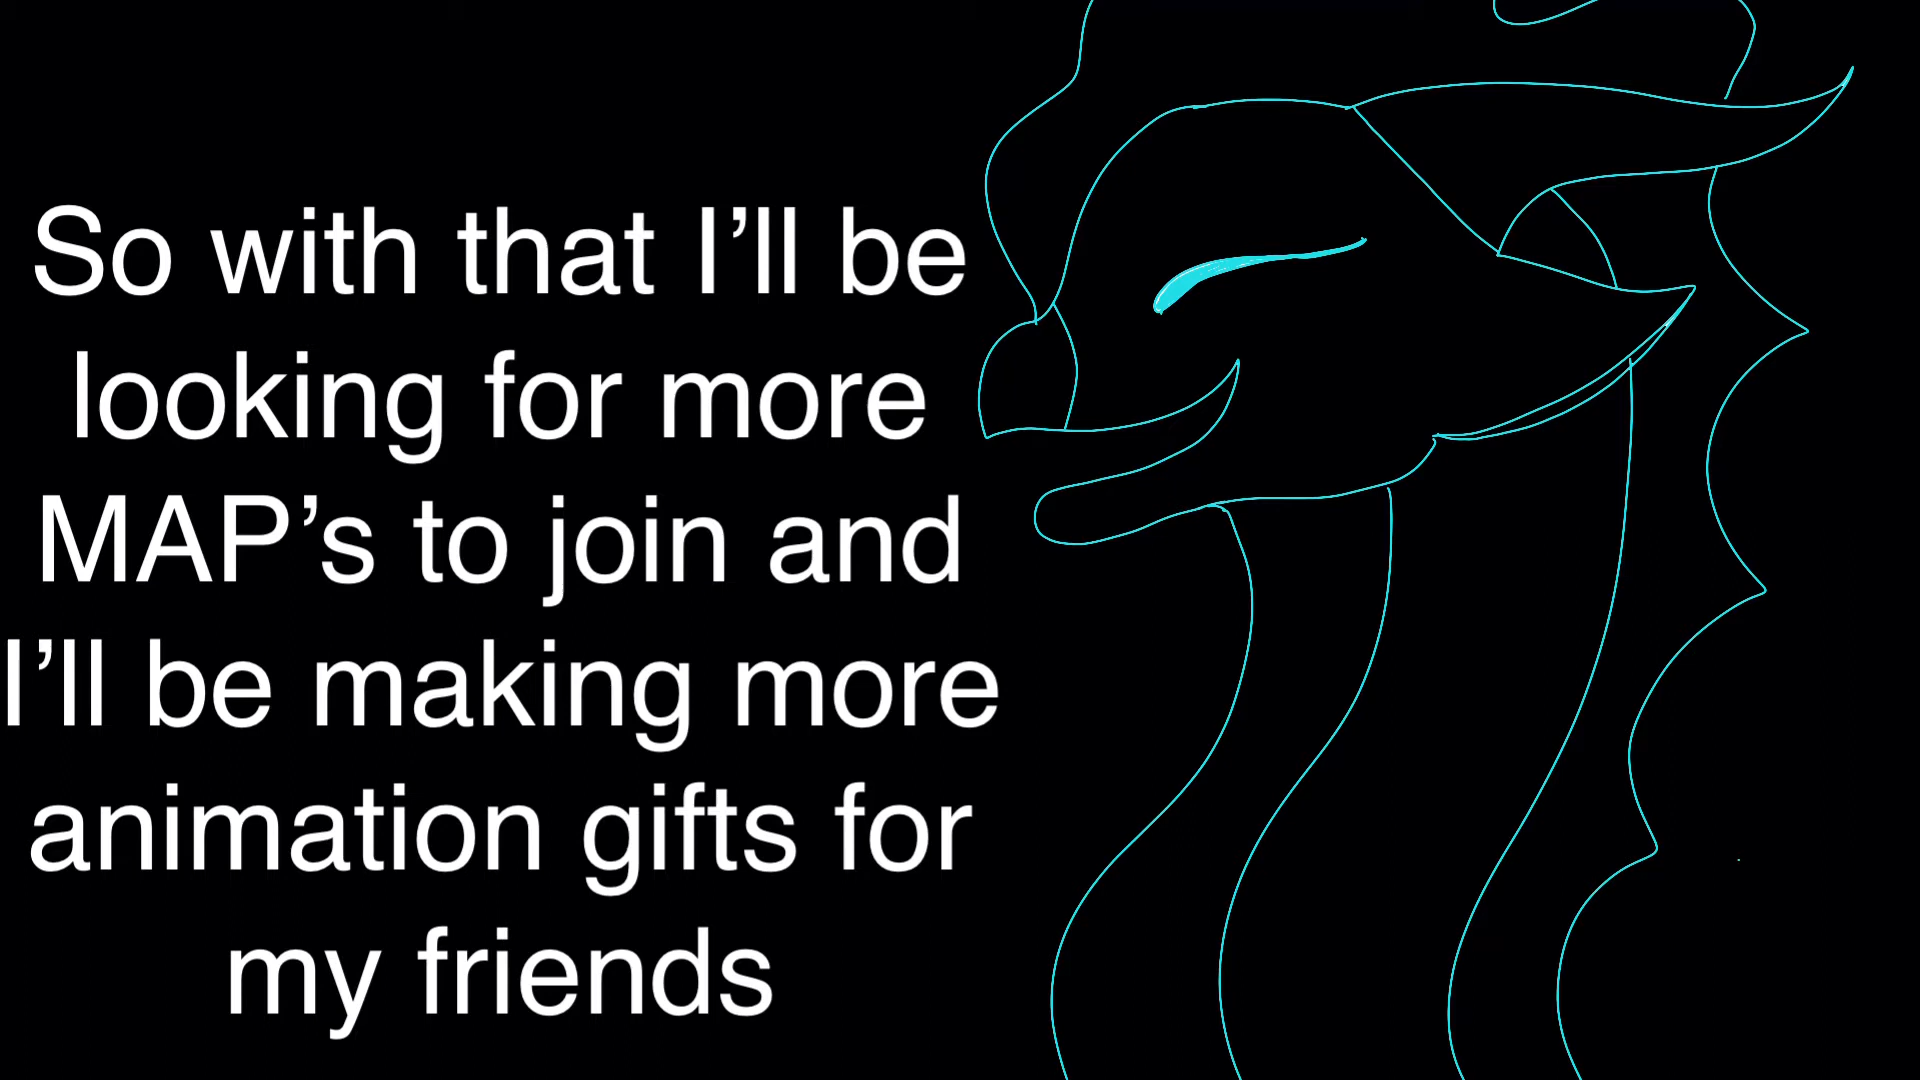 So with that I’ll be
looking for more
MAP’s to join and
I’ll be making more
animation gifts for
my friends